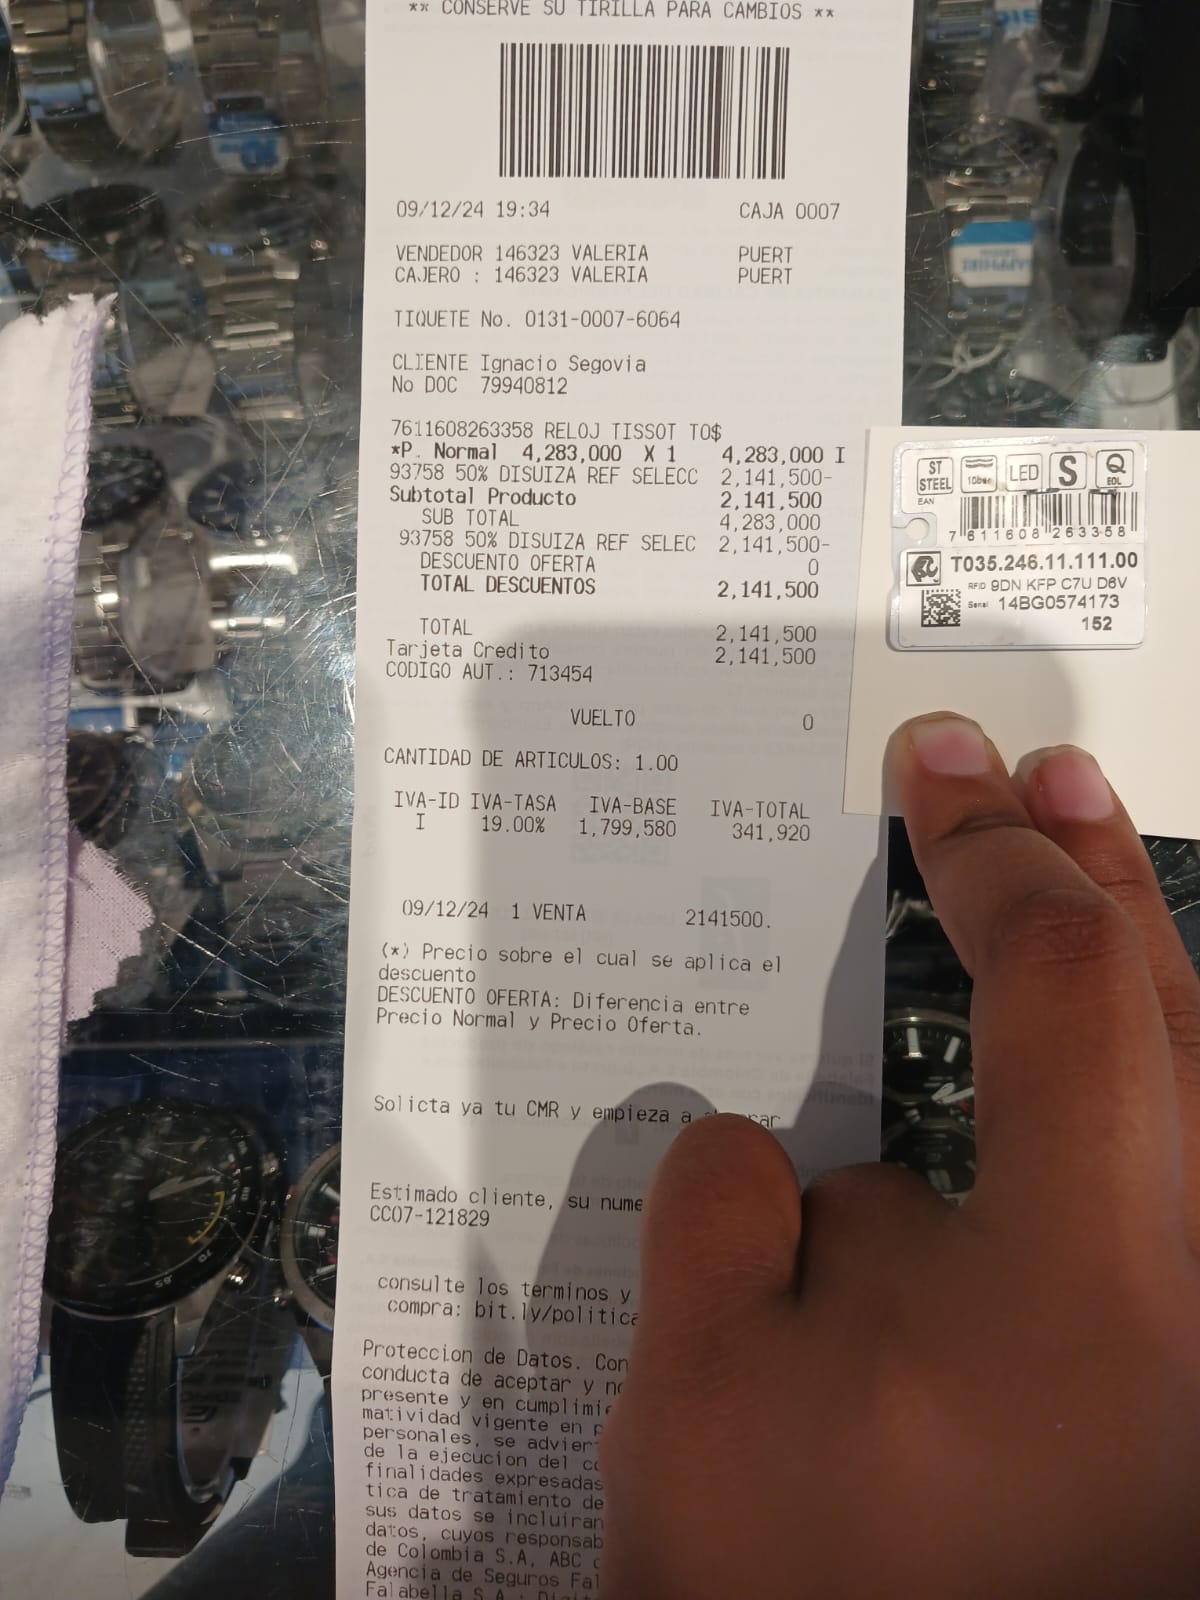 ** CONSERVE SU TIRILLA PARA CAMBIOS **
09/12/24 19:34 CAJA 0007
VENDEDOR 146323 VALERIA PUERT
CAJERO : 146323 VALERIA PUERT
TIQUETE No. 0131-0007-6064
CLIENTE Ignacio Segovia
No DOC 79940812
7611608263358 RELOJ TISSOT TO$
*P. Normal 4,283,000 X 1 4,283,000 I
93758 50% DISUIZA REF SELECC 2,141,500-
Subtotal Producto 2,141,500
SUB TOTAL 4,283,000
93758 50% DISUIZA REF SELEC 2,141,500-
DESCUENTO OFERTA 0
TOTAL DESCUENTOS 2,141,500
TOTAL 2,141,500
Tarjeta Credito 2,141,500
CODIGO AUT.: 713454
VUELTO 0
CANTIDAD DE ARTICULOS: 1.00
IVA-ID IVA-TASA IVA-BASE IVA-TOTAL
I 19.00% 1,799,580 341,920
09/12/24 1 VENTA 2141500.
(*) Precio sobre el cual se aplica el
descuento
DESCUENTO OFERTA: Diferencia entre
Precio Normal y Precio Oferta.
Solicta ya tu CMR y empieza a
Estimado cliente, su nume
CC07-121829
consulte los terminos y
compra: bit.ly/politica
Proteccion de Datos. Con
conducta de aceptar y no
presente y en cumplimie
matividad vigente en p
personales, se advier
de la ejecucion del co
finalidades expresadas
tica de tratamiento de
sus datos se incluiran
datos, cuyos responsab
de Colombia S.A, ABC
Agencia de Seguros Fal
Falabella S.A.
ST STEEL 10bar LED S Q EOL
EAN
7 611608 263358
T035.246.11.111.00
RFID 9DN KFP C7U D6V
Serial 14BG0574173
152
SAPPHIRE